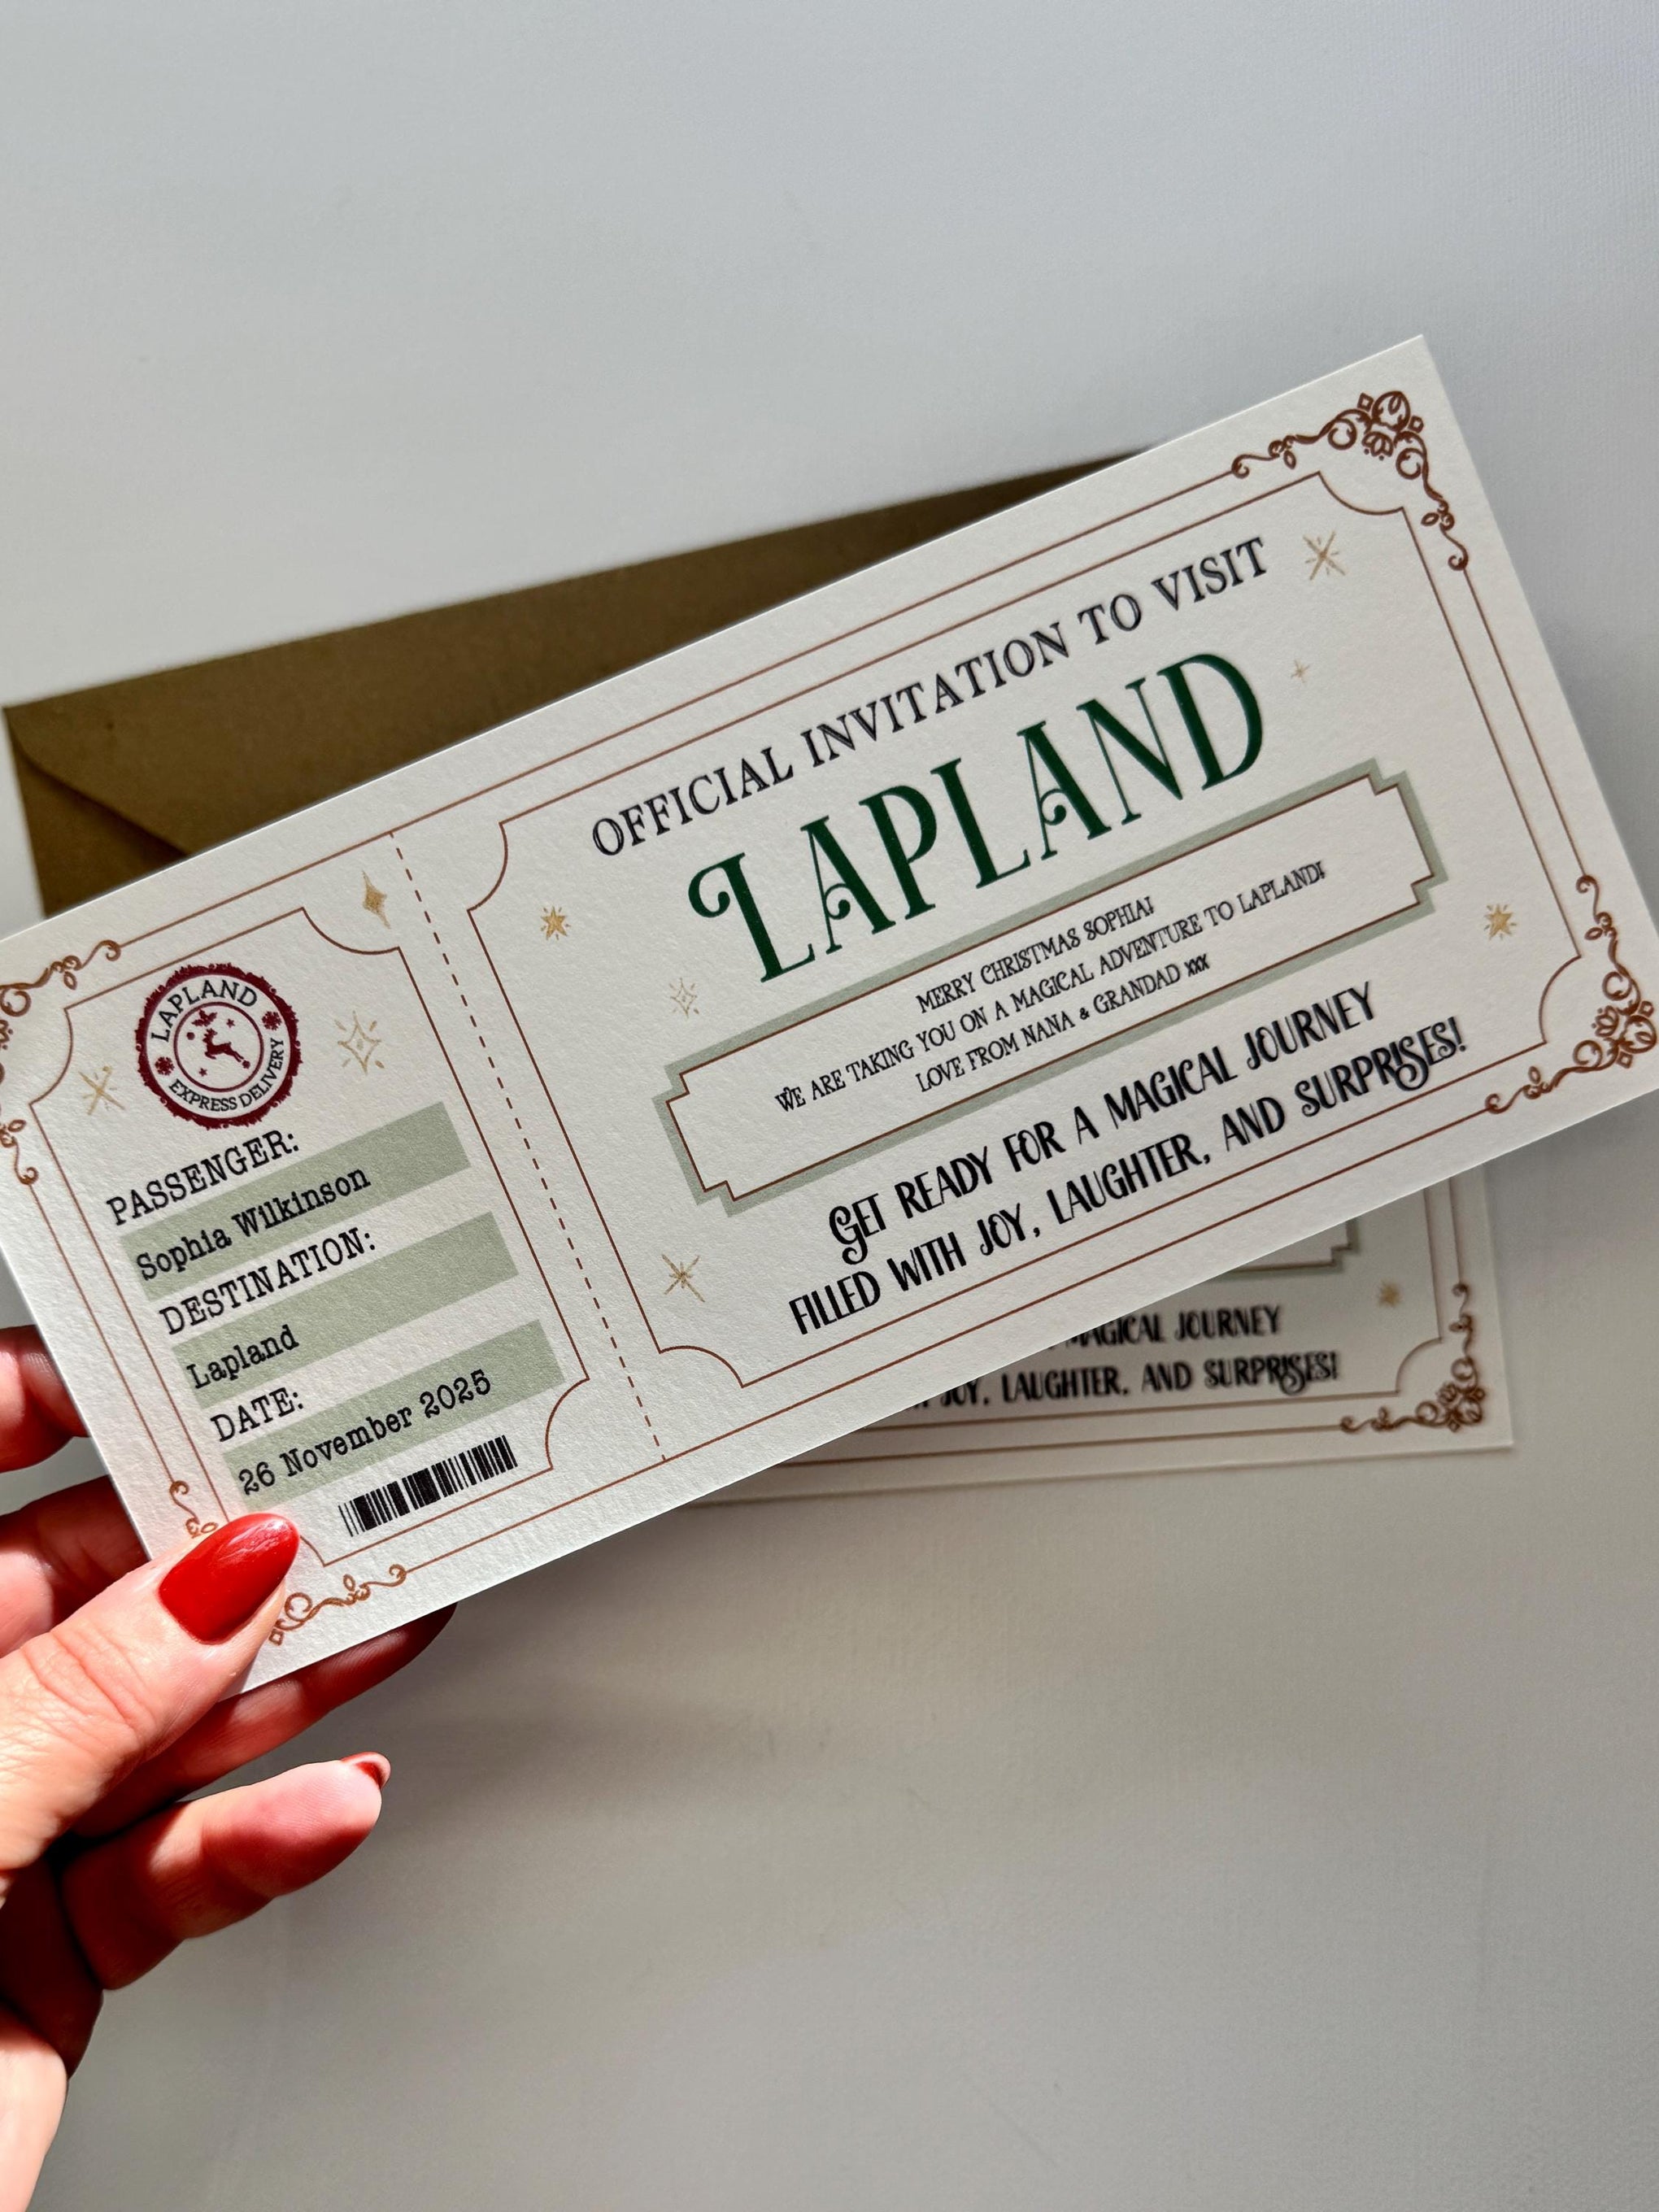 LAPLAND
EXPRESS DELIVERY
PASSENGER:
Sophia Wilkinson
DESTINATION:
Lapland
DATE:
26 November 2025
OFFICIAL INVITATION TO VISIT
LAPLAND
MERRY CHRISTMAS SOPHIA!
WE ARE TAKING YOU ON A MAGICAL ADVENTURE TO LAPLAND!
LOVE FROM NANA & GRANDAD XXX
GET READY FOR A MAGICAL JOURNEY
FILLED WITH JOY, LAUGHTER, AND SURPRISES!
MAGICAL JOURNEY
JOY, LAUGHTER, AND SURPRISES!